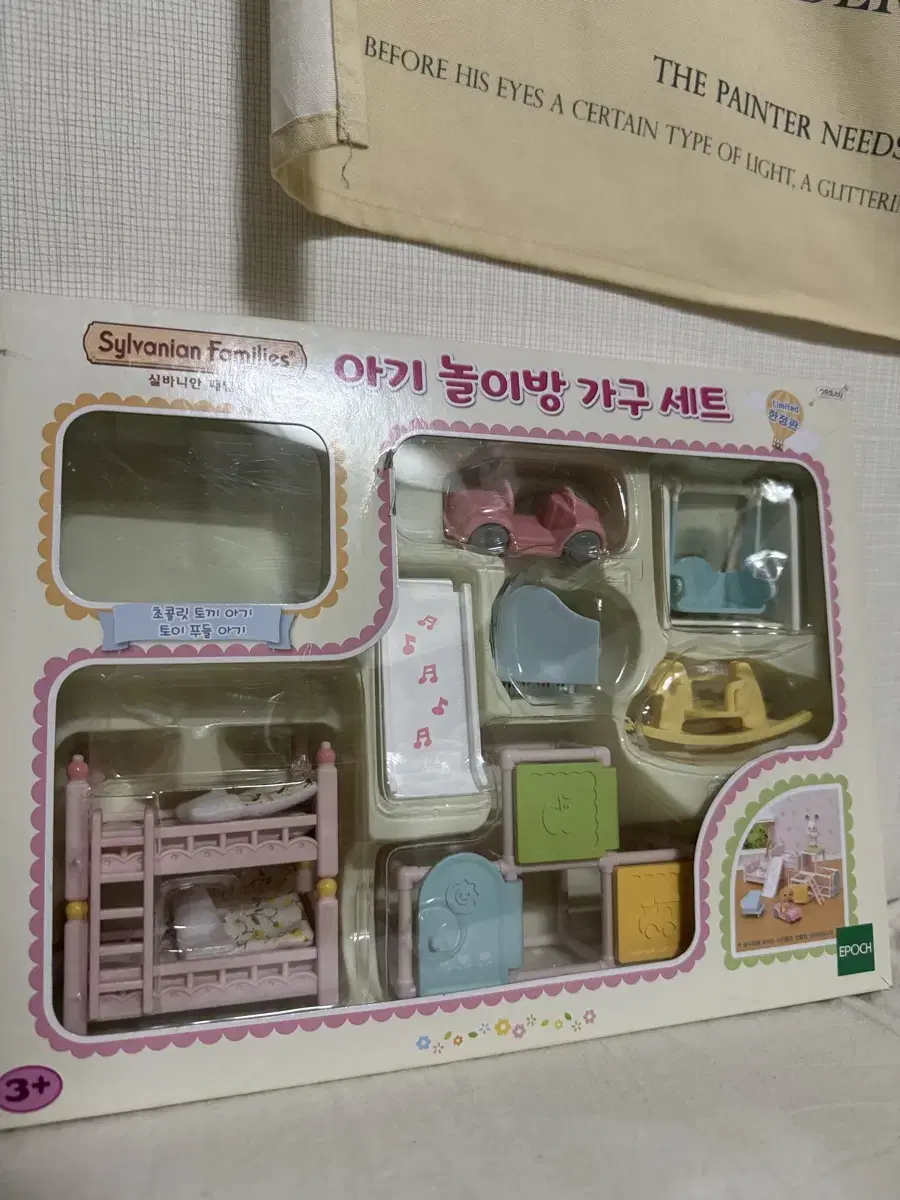 DER
THE PAINTER NEEDS
BEFORE HIS EYES A CERTAIN TYPE OF LIGHT, A GLITTERI
Sylvanian Families®
실바니안 패밀
아기 놀이방 가구 세트
Limited
한정판
초콜릿 토끼 아기
토이 푸들 아기
EPOCH
3+